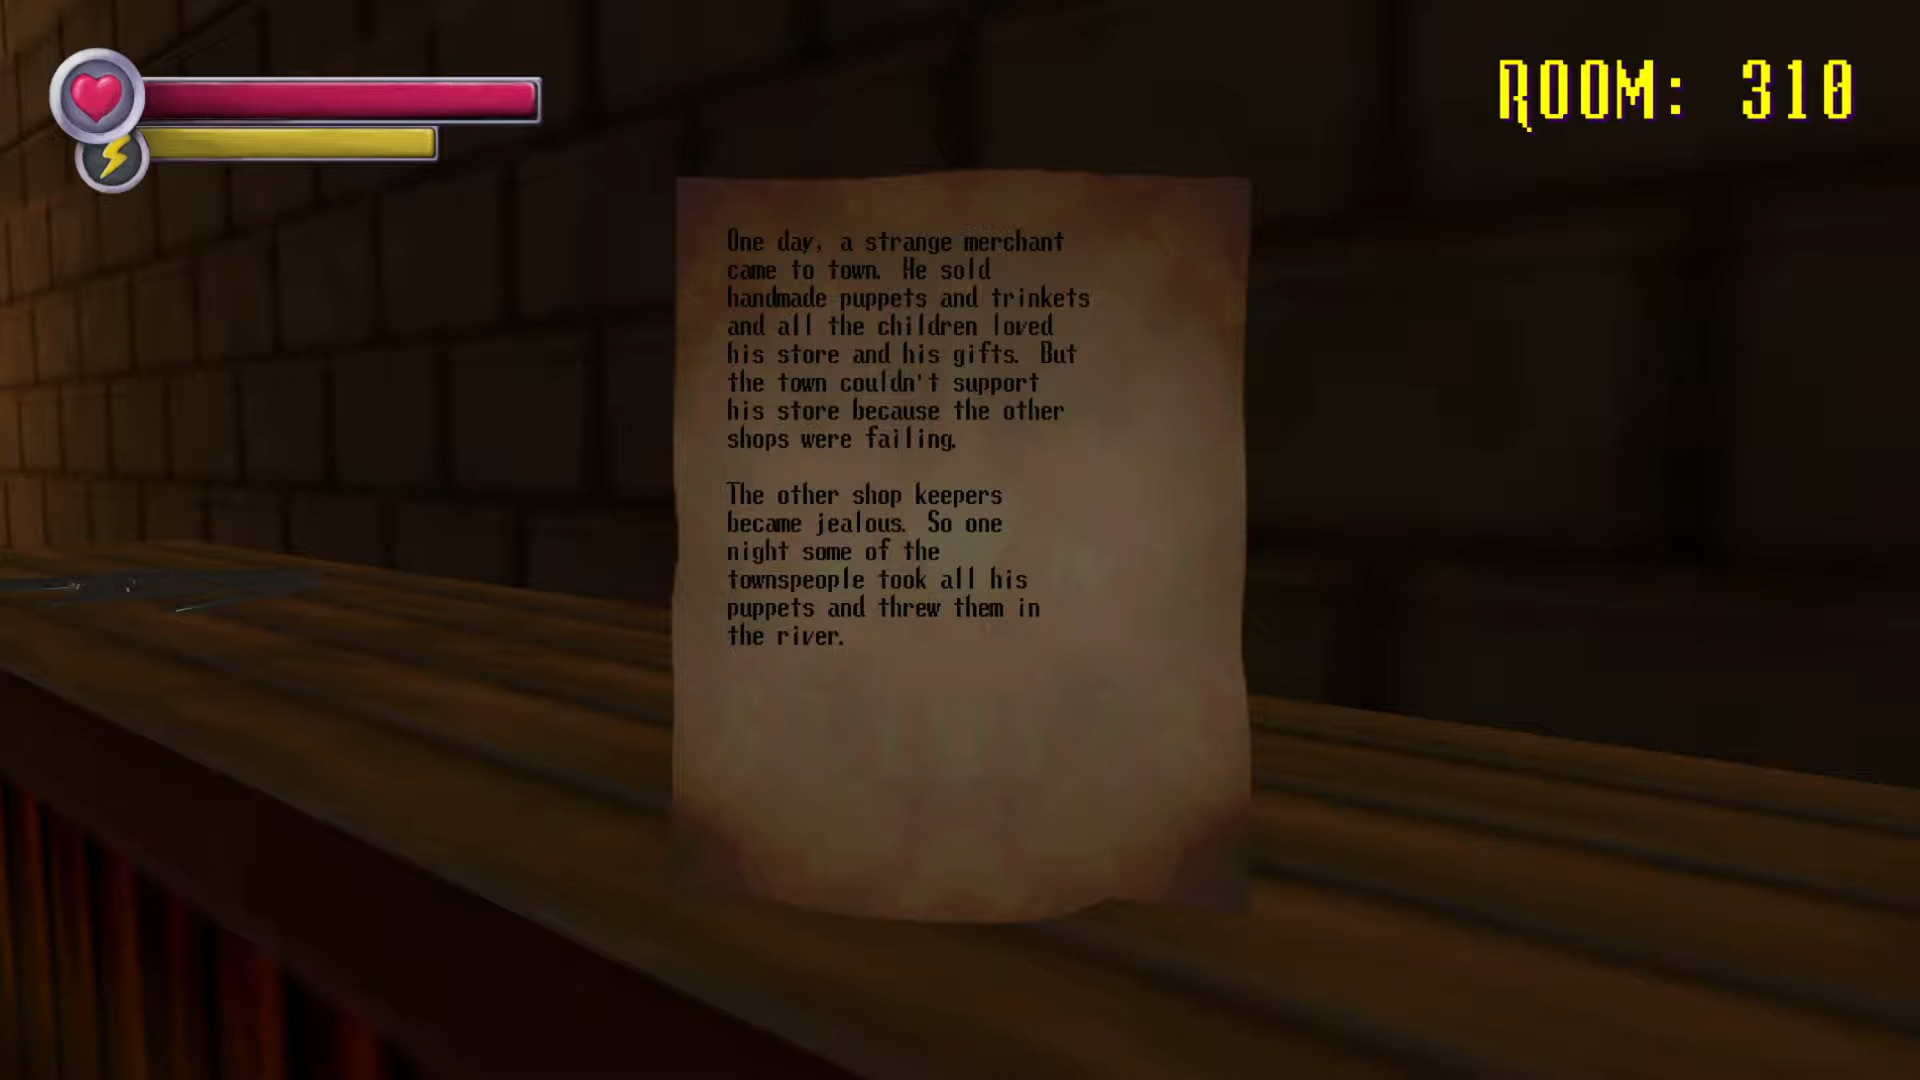 ROOM: 310
One day, a strange merchant
came to town. He sold
handmade puppets and trinkets
and all the children loved
his store and his gifts. But
the town couldn't support
his store because the other
shops were failing.
The other shop keepers
became jealous. So one
night some of the
townspeople took all his
puppets and threw them in
the river.